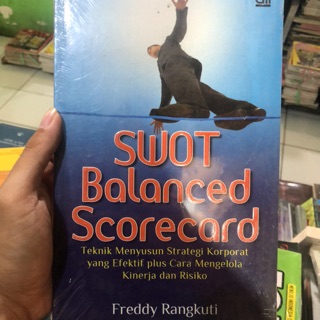 SWOT
Balanced
Scorecard
Teknik Menyusun Strategi Korporat
yang Efektif plus Cara Mengelola
Kinerja dan Risiko
Freddy Rangkuti